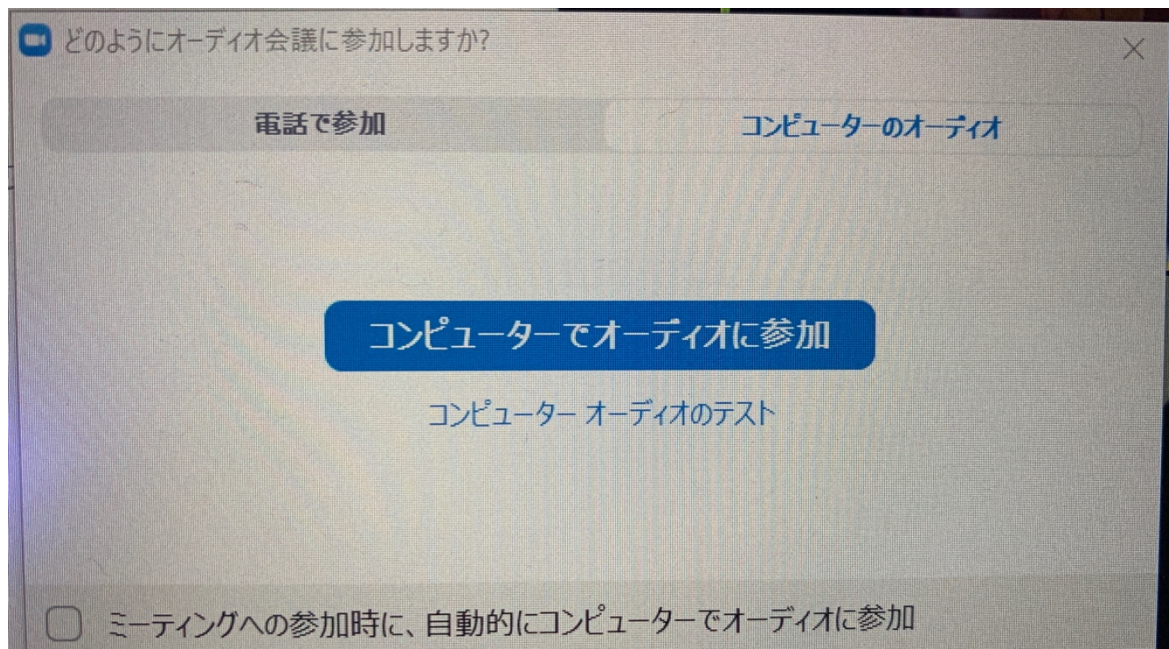 どのようにオーディオ会議に参加しますか?
電話で参加
コンピューターのオーディオ
コンピューターでオーディオに参加
コンピューター オーディオのテスト
ミーティングへの参加時に、自動的にコンピューターでオーディオに参加